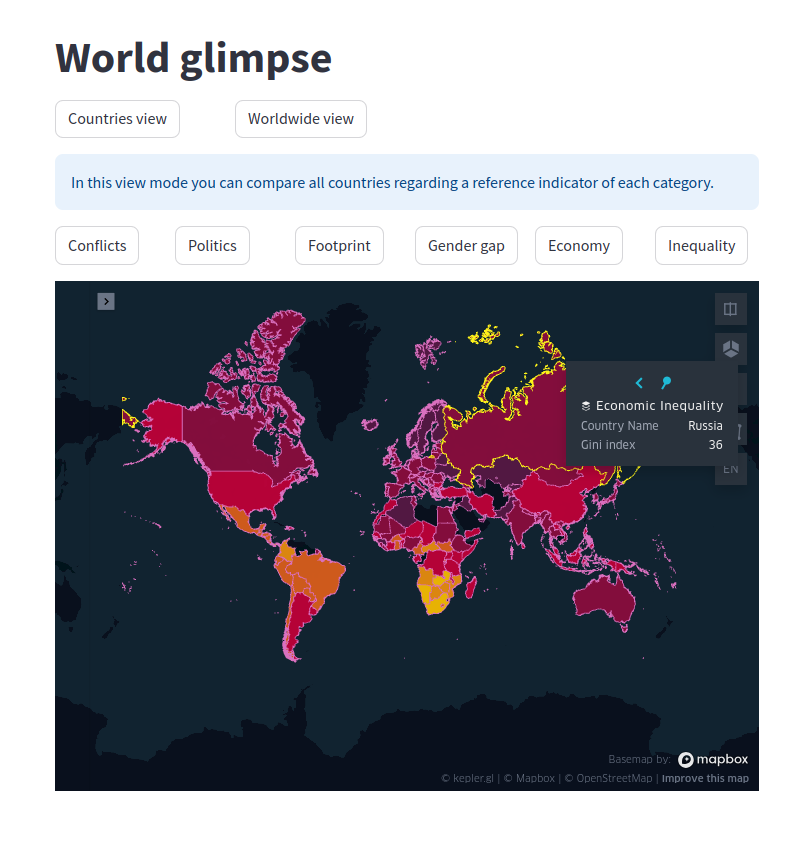 World glimpse
Countries view
Worldwide view
In this view mode you can compare all countries regarding a reference indicator of each category.
Conflicts
Politics
Footprint
Gender gap
Economy
Inequality
Economic Inequality
Country Name Russia
Gini index 36
EN
Basemap by: mapbox
© kepler.gl | © Mapbox | © OpenStreetMap | Improve this map